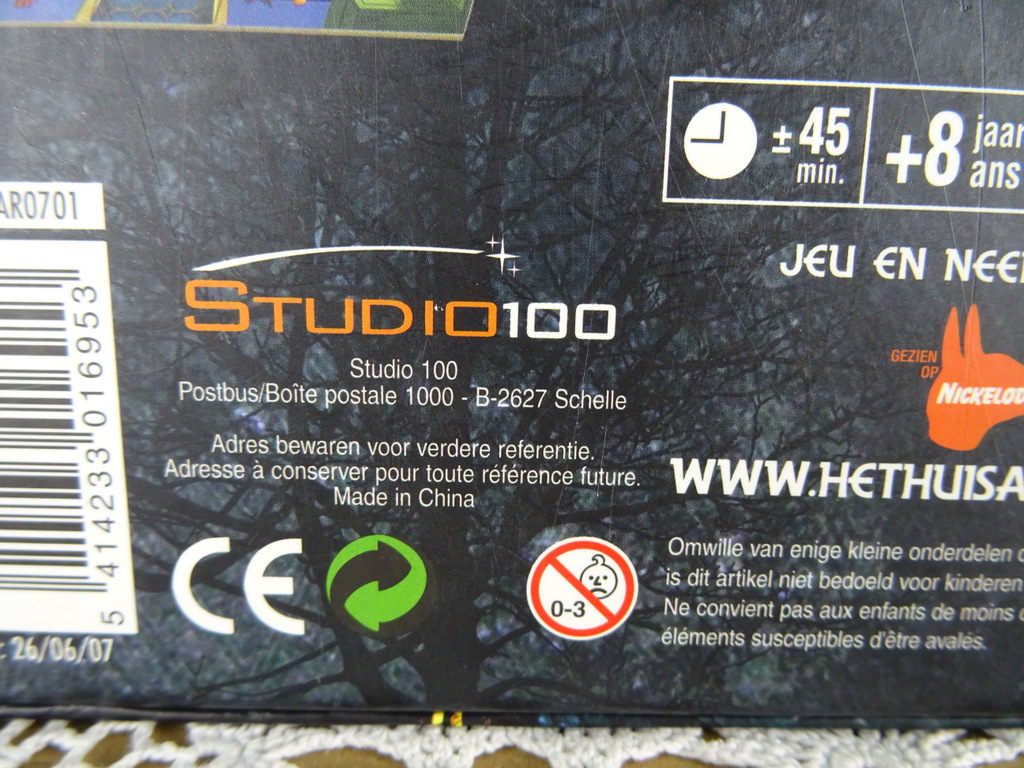 ± 45
min.
+8 jaar
ans
AR0701
JEU EN
STUDIO100
GEZIEN
OP
Studio 100
Postbus/Boîte postale 1000 - B-2627 Schelle
Adres bewaren voor verdere referentie.
Adresse à conserver pour toute référence future.
Made in China
5 414233 016953
WWW.HETHUISA
CE
0-3
Omwille van enige kleine onderdelen
is dit artikel niet bedoeld voor kinderen
Ne convient pas aux enfants de moins
éléments susceptibles d'être avalés.
26/06/07